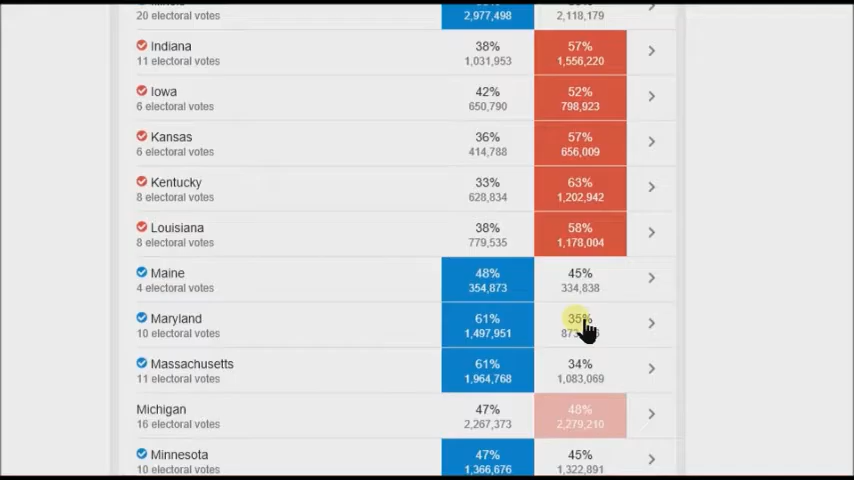 20 electoral votes 2,977,498 2,118,179
Indiana 38% 57%
11 electoral votes 1,031,953 1,556,220
Iowa 42% 52%
6 electoral votes 650,790 798,923
Kansas 36% 57%
6 electoral votes 414,788 656,009
Kentucky 33% 63%
8 electoral votes 628,834 1,202,942
Louisiana 38% 58%
8 electoral votes 779,535 1,178,004
Maine 48% 45%
4 electoral votes 354,873 334,838
Maryland 61% 35%
10 electoral votes 1,497,951
Massachusetts 61% 34%
11 electoral votes 1,964,768 1,083,069
Michigan 47% 48%
16 electoral votes 2,267,373 2,279,210
Minnesota 47% 45%
10 electoral votes 1,366,676 1,322,891